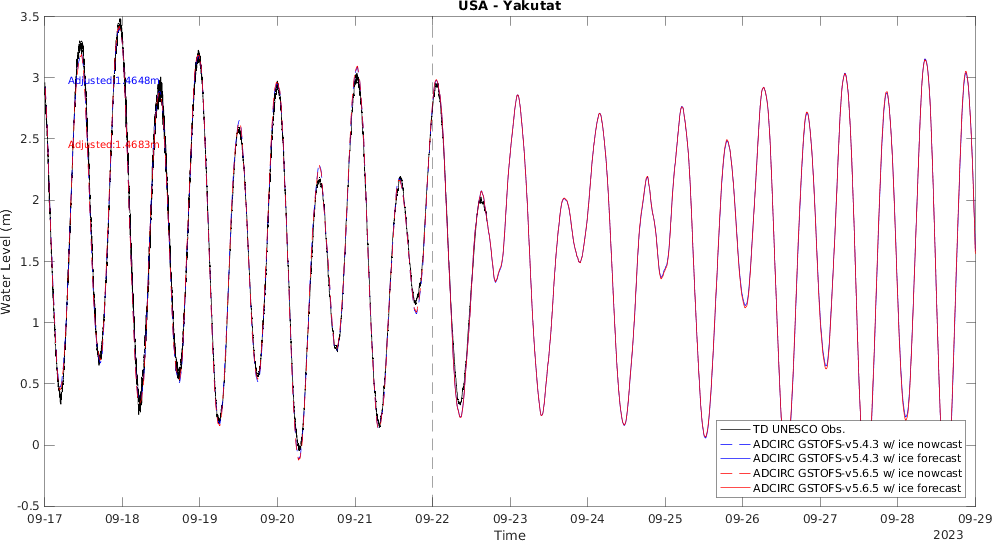 USA - Yakutat
3.5
3
2.5
2
1.5
1
0.5
0
-0.5
Water Level (m)
Adjusted:1.4648m
Adjusted:1.4683m
TD UNESCO Obs.
ADCIRC GSTOFS-v5.4.3 w/ ice nowcast
ADCIRC GSTOFS-v5.4.3 w/ ice forecast
ADCIRC GSTOFS-v5.6.5 w/ ice nowcast
ADCIRC GSTOFS-v5.6.5 w/ ice forecast
09-17 09-18 09-19 09-20 09-21 09-22 09-23 09-24 09-25 09-26 09-27 09-28 09-29
Time
2023